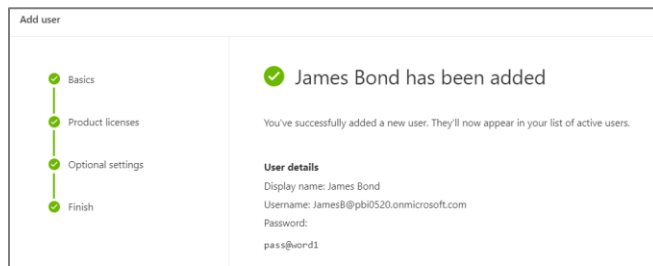 Add user
Basics
Product licenses
Optional settings
Finish
James Bond has been added
You've successfully added a new user. They'll now appear in your list of active users.
User details
Display name: James Bond
Username: JamesB@pbi0520.onmicrosoft.com
Password:
pass@word1